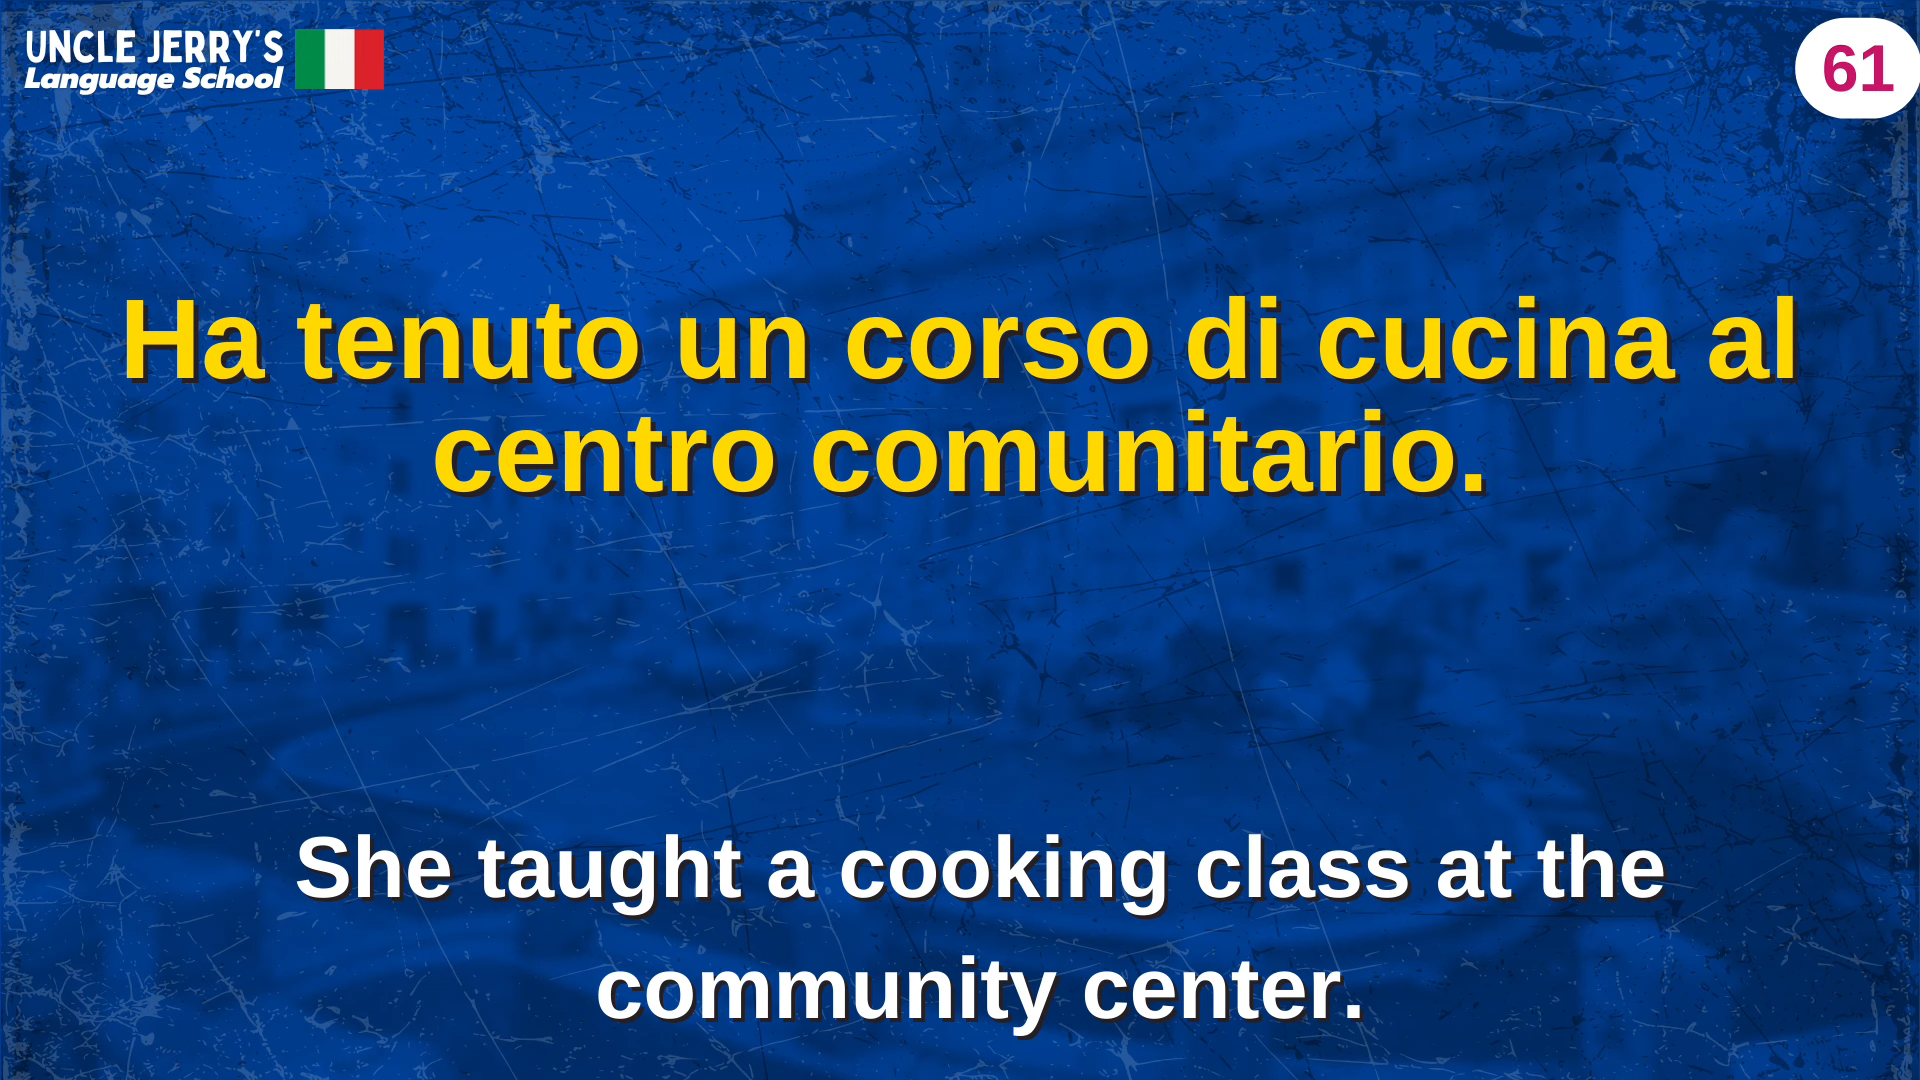 UNCLE JERRY'S
Language School
61
Ha tenuto un corso di cucina al
centro comunitario.
She taught a cooking class at the
community center.